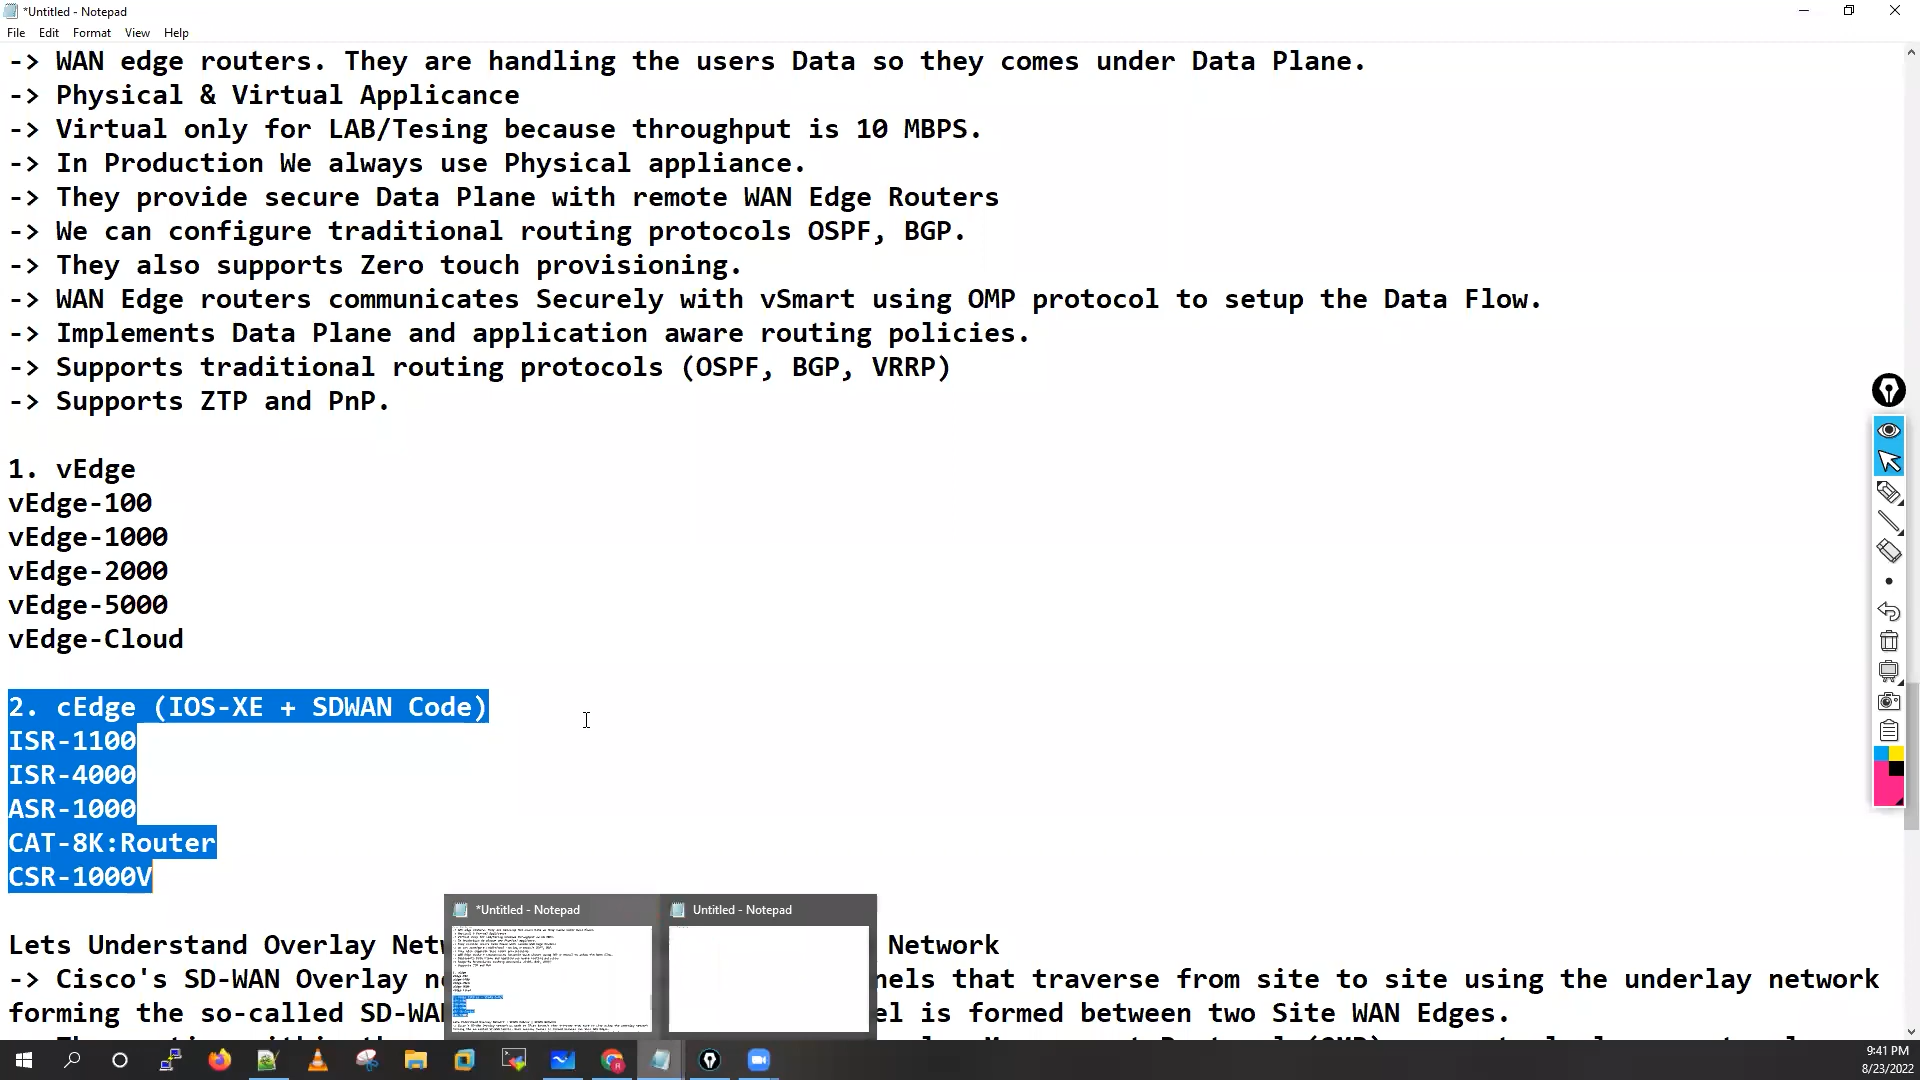 *Untitled - Notepad
File Edit Format View Help
-> WAN edge routers. They are handling the users Data so they comes under Data Plane.
-> Physical & Virtual Applicance
-> Virtual only for LAB/Tesing because throughput is 10 MBPS.
-> In Production We always use Physical appliance.
-> They provide secure Data Plane with remote WAN Edge Routers
-> We can configure traditional routing protocols OSPF, BGP.
-> They also supports Zero touch provisioning.
-> WAN Edge routers communicates Securely with vSmart using OMP protocol to setup the Data Flow.
-> Implements Data Plane and application aware routing policies.
-> Supports traditional routing protocols (OSPF, BGP, VRRP)
-> Supports ZTP and PnP.
1. vEdge
vEdge-100
vEdge-1000
vEdge-2000
vEdge-5000
vEdge-Cloud
2. cEdge (IOS-XE + SDWAN Code)
ISR-1100
ISR-4000
ASR-1000
CAT-8K:Router
CSR-1000V
*Untitled - Notepad Untitled - Notepad
Lets Understand Overlay Network
-> Cisco's SD-WAN Overlay that traverse from site to site using the underlay network
forming the so-called is formed between two Site WAN Edges.
9:41 PM
8/23/2022